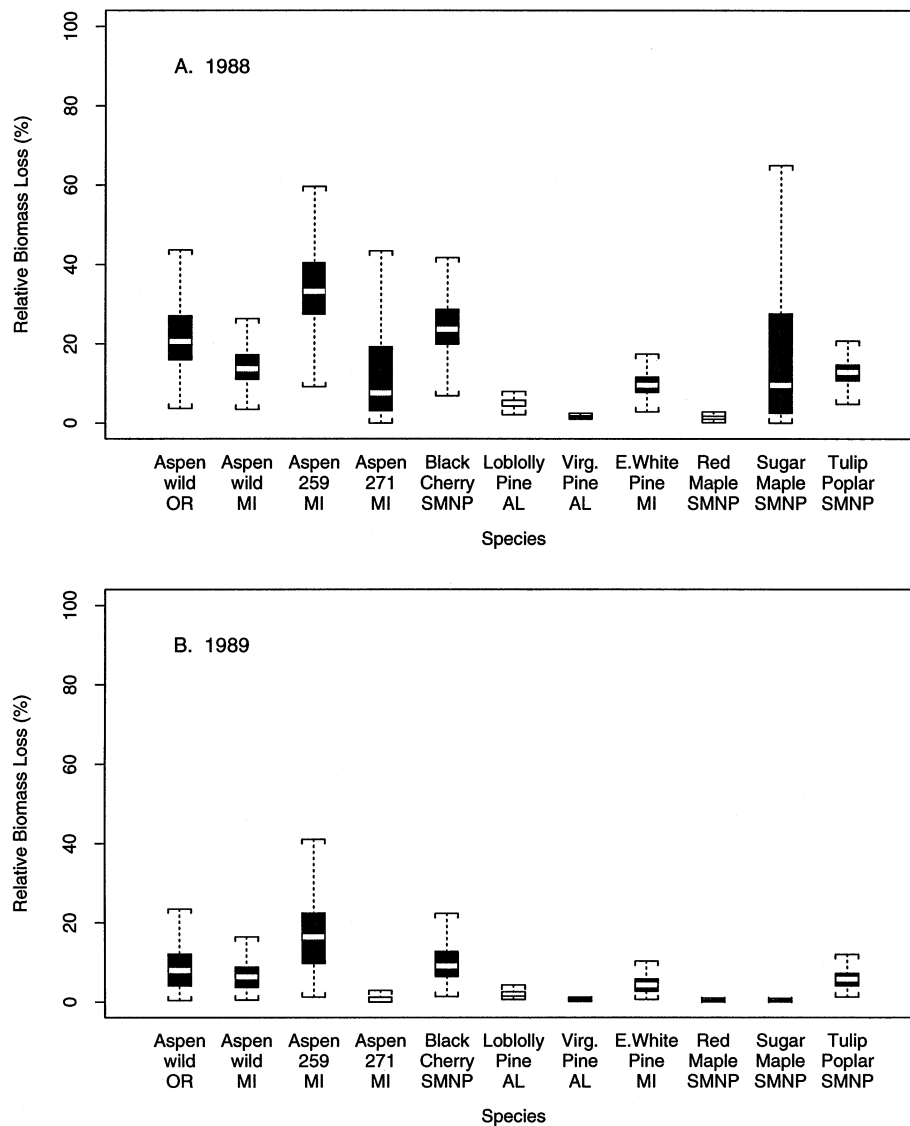 A. 1988
Relative Biomass Loss (%)
100
80
60
40
20
0
Aspen wild OR
Aspen wild MI
Aspen 259 MI
Aspen 271 MI
Black Cherry SMNP
Loblolly Pine AL
Virg. Pine AL
E.White Pine MI
Red Maple SMNP
Sugar Maple SMNP
Tulip Poplar SMNP
Species
B. 1989
Relative Biomass Loss (%)
100
80
60
40
20
0
Aspen wild OR
Aspen wild MI
Aspen 259 MI
Aspen 271 MI
Black Cherry SMNP
Loblolly Pine AL
Virg. Pine AL
E.White Pine MI
Red Maple SMNP
Sugar Maple SMNP
Tulip Poplar SMNP
Species